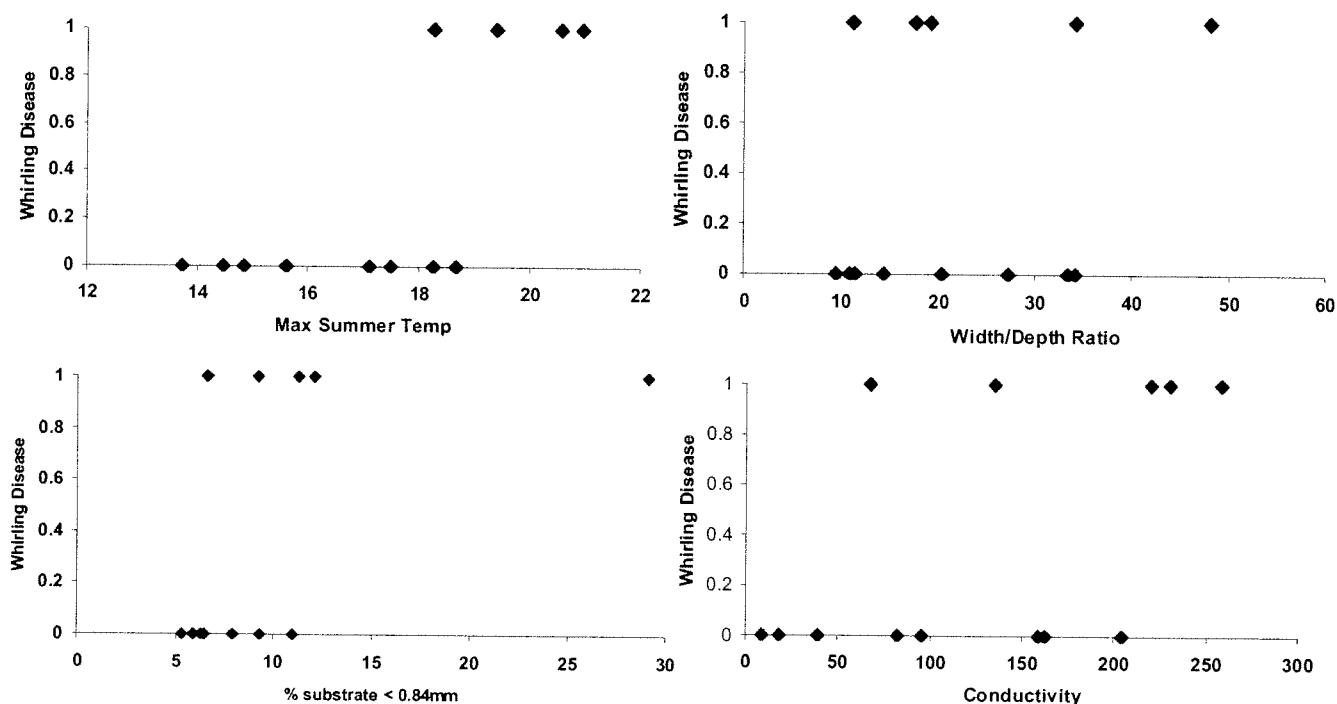 Whirling Disease
1
0.8
0.6
0.4
0.2
0
12 14 16 18 20 22
Max Summer Temp
Whirling Disease
1
0.8
0.6
0.4
0.2
0
0 10 20 30 40 50 60
Width/Depth Ratio
Whirling Disease
1
0.8
0.6
0.4
0.2
0
0 5 10 15 20 25 30
% substrate < 0.84mm
Whirling Disease
1
0.8
0.6
0.4
0.2
0
0 50 100 150 200 250 300
Conductivity